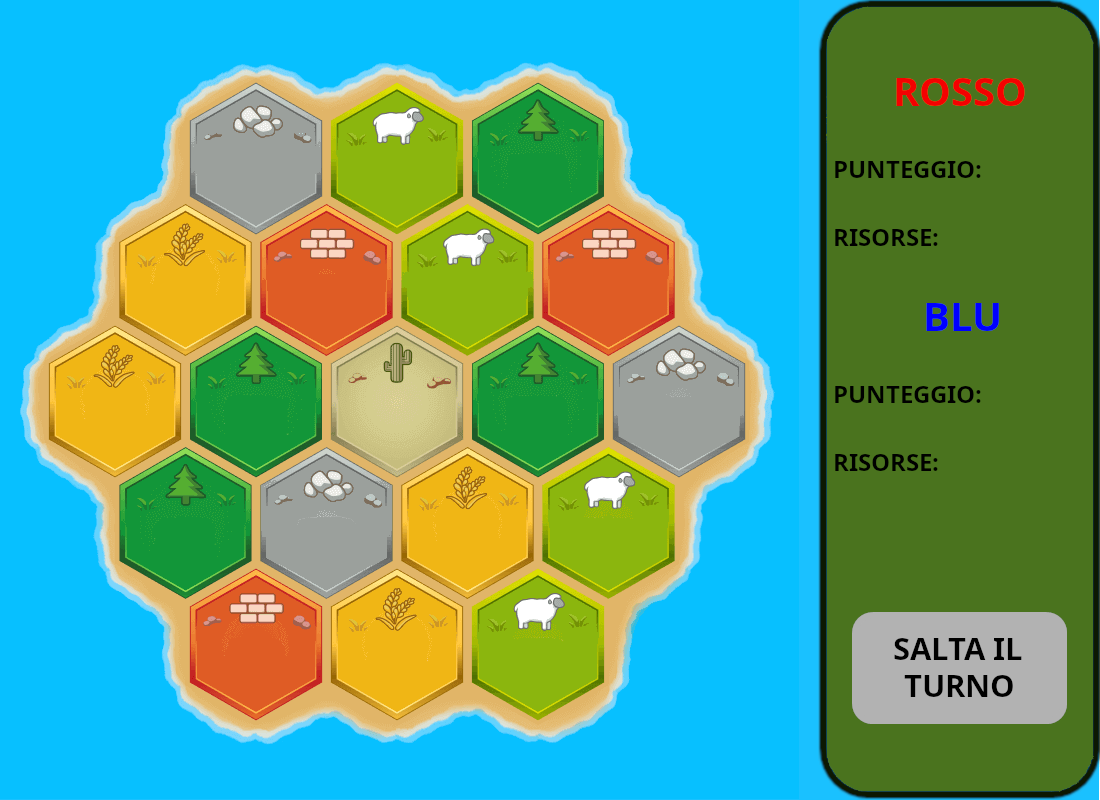 ROSSO
PUNTEGGIO:
RISORSE:
BLU
PUNTEGGIO:
RISORSE:
SALTA IL
TURNO